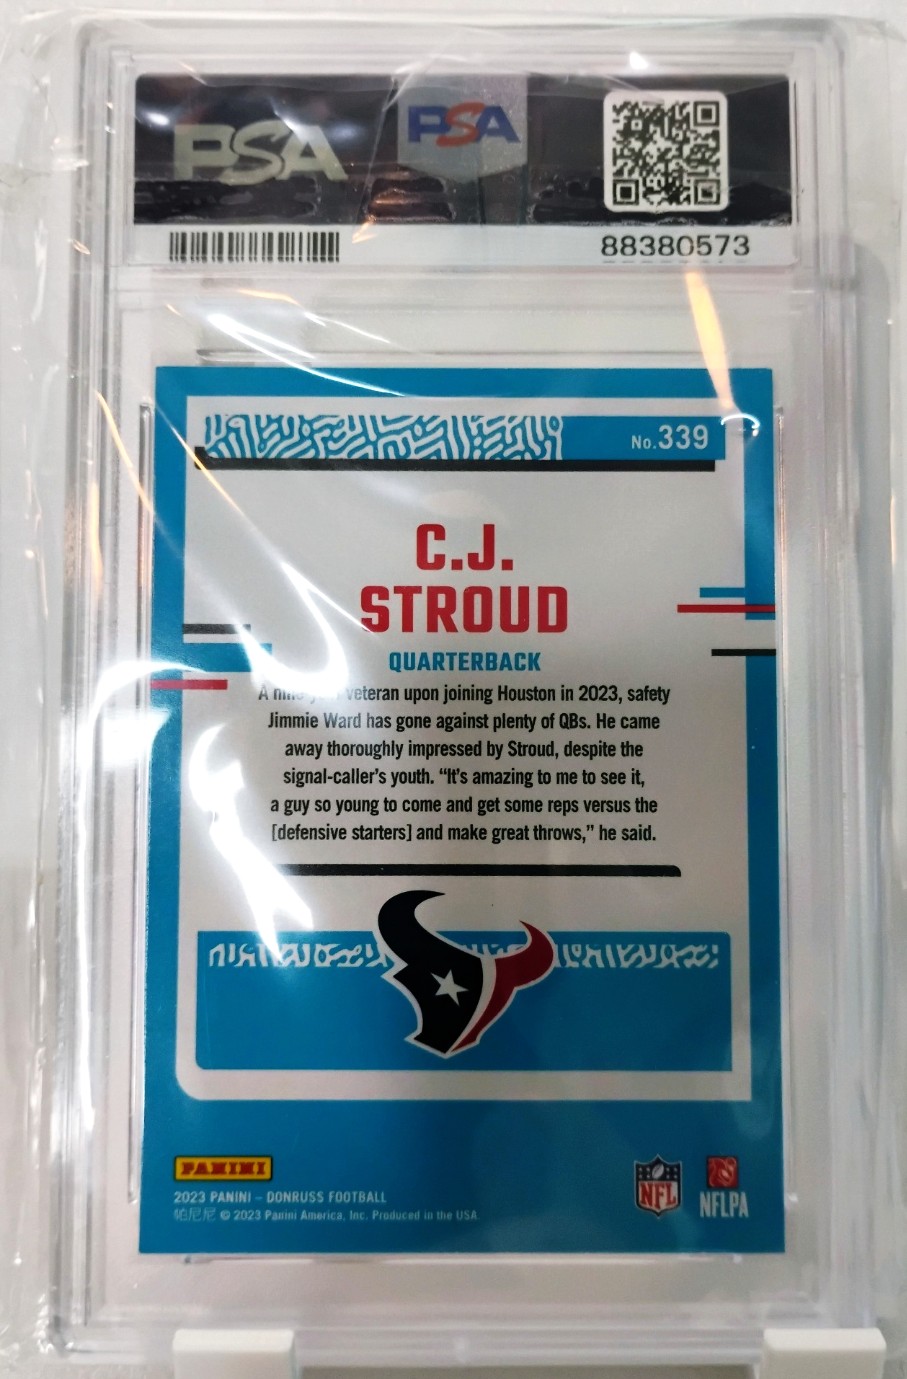 PSA
PSA
88380573
No.339
C.J.
STROUD
QUARTERBACK
A nine-year veteran upon joining Houston in 2023, safety
Jimmie Ward has gone against plenty of QBs. He came
away thoroughly impressed by Stroud, despite the
signal-caller's youth. “It's amazing to me to see it,
a guy so young to come and get some reps versus the
[defensive starters] and make great throws,” he said.
PANINI
2023 PANINI – DONRUSS FOOTBALL
帕尼尼 © 2023 Panini America, Inc. Produced in the USA.
NFL
NFLPA